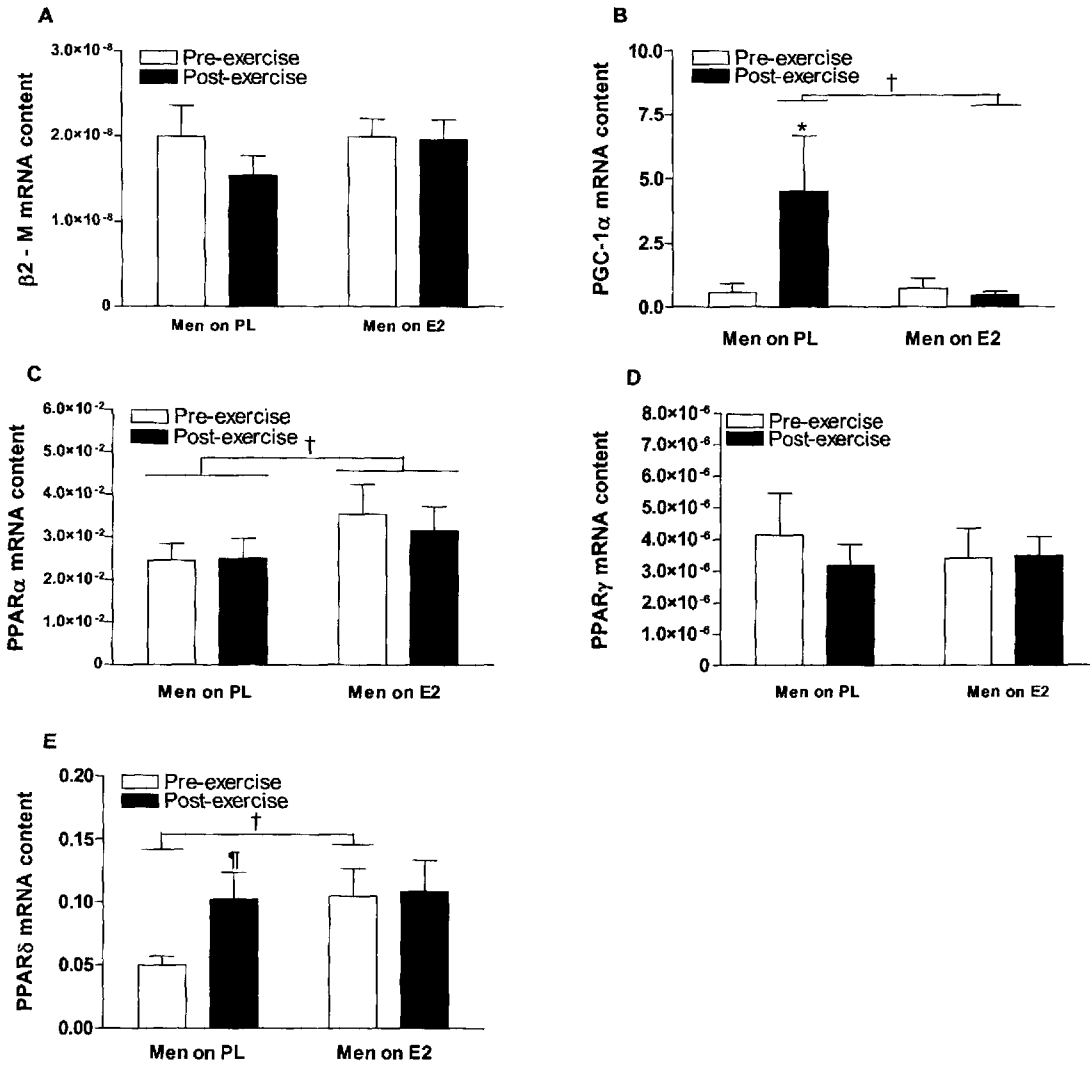 A
β2 - M mRNA content
3.0×10⁻⁸
2.0×10⁻⁸
1.0×10⁻⁸
0
Pre-exercise
Post-exercise
Men on PL
Men on E2
B
PGC-1α mRNA content
10.0
7.5
5.0
2.5
0.0
Pre-exercise
Post-exercise
†
*
Men on PL
Men on E2
C
PPARα mRNA content
6.0×10⁻²
5.0×10⁻²
4.0×10⁻²
3.0×10⁻²
2.0×10⁻²
1.0×10⁻²
0
Pre-exercise
Post-exercise
†
Men on PL
Men on E2
D
PPARγ mRNA content
8.0×10⁻⁶
7.0×10⁻⁶
6.0×10⁻⁶
5.0×10⁻⁶
4.0×10⁻⁶
3.0×10⁻⁶
2.0×10⁻⁶
1.0×10⁻⁶
0
Pre-exercise
Post-exercise
Men on PL
Men on E2
E
PPARδ mRNA content
0.20
0.15
0.10
0.05
0.00
Pre-exercise
Post-exercise
†
¶
Men on PL
Men on E2